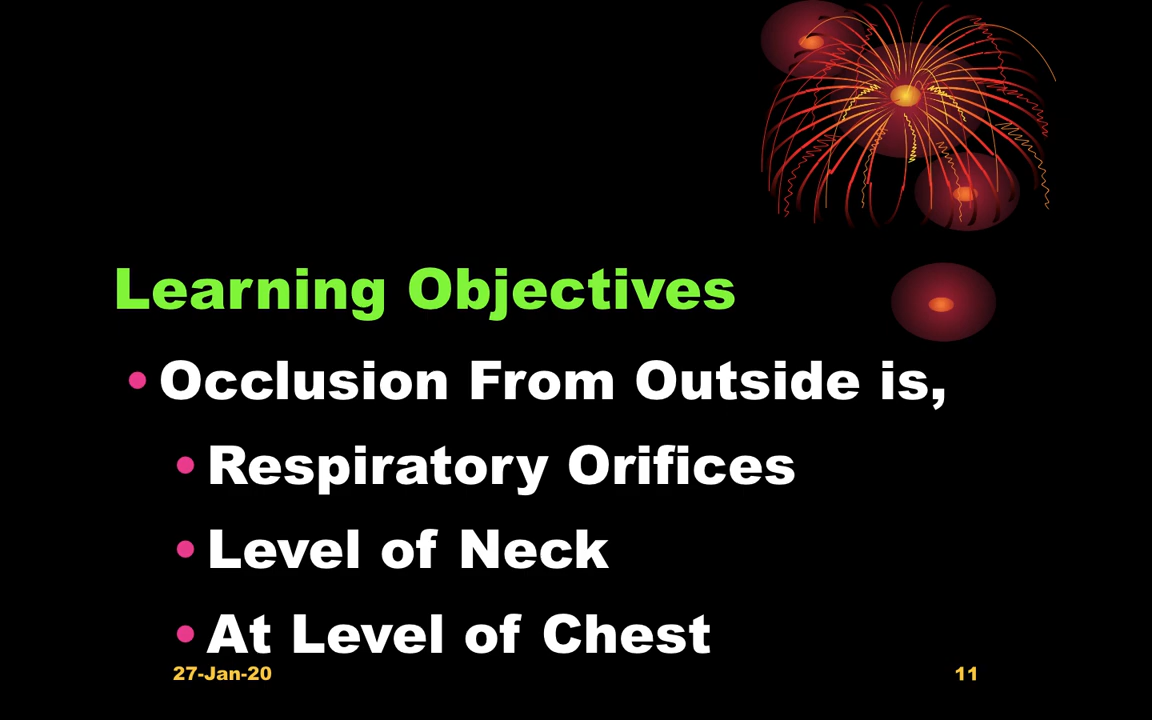 Learning Objectives
• Occlusion From Outside is,
• Respiratory Orifices
• Level of Neck
• At Level of Chest
27-Jan-20
11